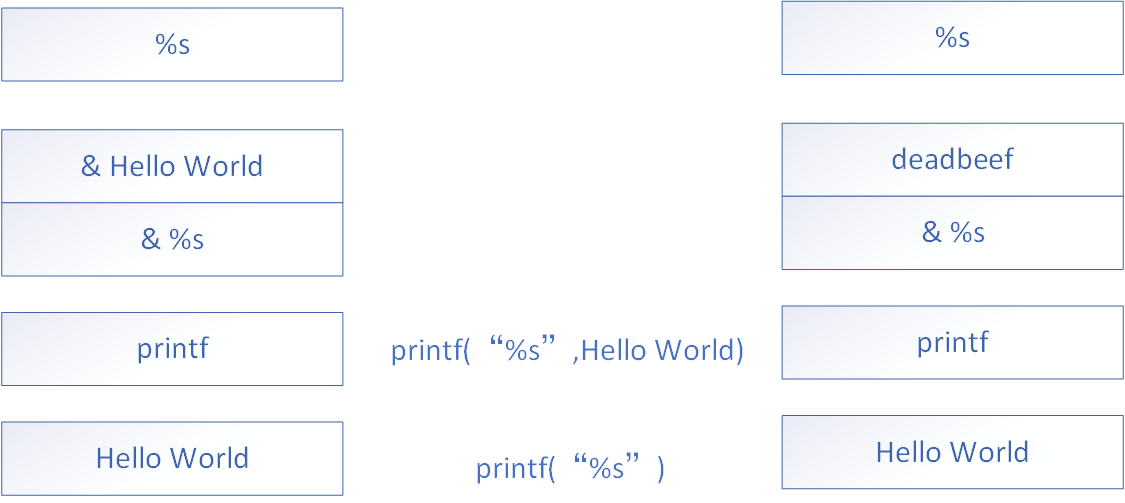 %s
& Hello World
& %s
printf
Hello World
printf( “%s” ,Hello World)
printf( “%s” )
%s
deadbeef
& %s
printf
Hello World